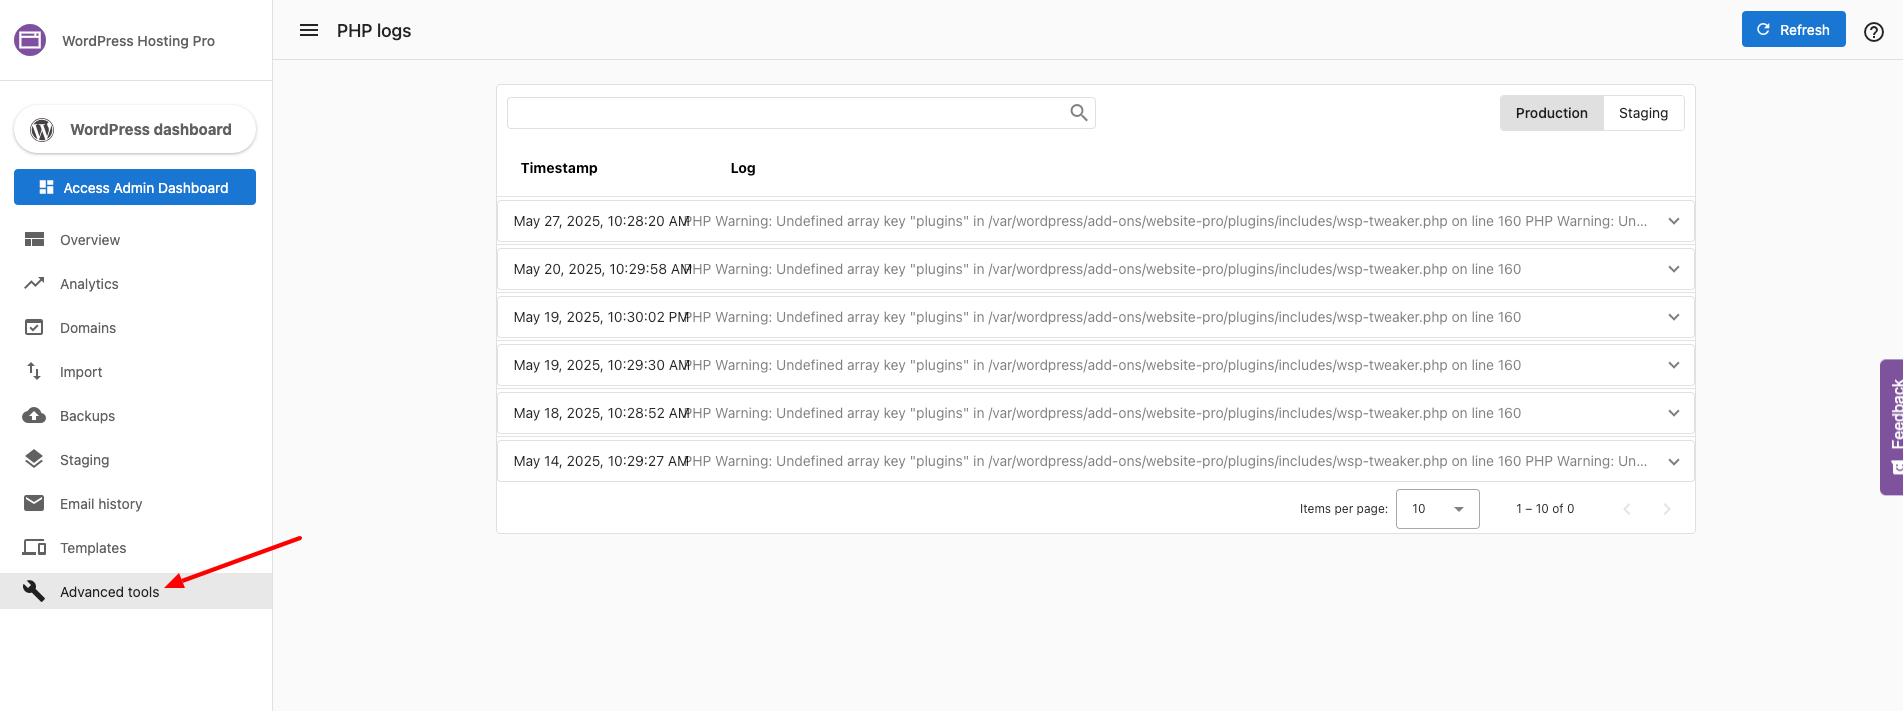 WordPress Hosting Pro
PHP logs
Refresh
WordPress dashboard
Access Admin Dashboard
Overview
Analytics
Domains
Import
Backups
Staging
Email history
Templates
Advanced tools
Production
Staging
Timestamp Log
May 27, 2025, 10:28:20 AM PHP Warning: Undefined array key "plugins" in /var/wordpress/add-ons/website-pro/plugins/includes/wsp-tweaker.php on line 160 PHP Warning: Un...
May 20, 2025, 10:29:58 AM PHP Warning: Undefined array key "plugins" in /var/wordpress/add-ons/website-pro/plugins/includes/wsp-tweaker.php on line 160
May 19, 2025, 10:30:02 PM PHP Warning: Undefined array key "plugins" in /var/wordpress/add-ons/website-pro/plugins/includes/wsp-tweaker.php on line 160
May 19, 2025, 10:29:30 AM PHP Warning: Undefined array key "plugins" in /var/wordpress/add-ons/website-pro/plugins/includes/wsp-tweaker.php on line 160
May 18, 2025, 10:28:52 AM PHP Warning: Undefined array key "plugins" in /var/wordpress/add-ons/website-pro/plugins/includes/wsp-tweaker.php on line 160
May 14, 2025, 10:29:27 AM PHP Warning: Undefined array key "plugins" in /var/wordpress/add-ons/website-pro/plugins/includes/wsp-tweaker.php on line 160 PHP Warning: Un...
Items per page: 10 1 – 10 of 0
Feedback